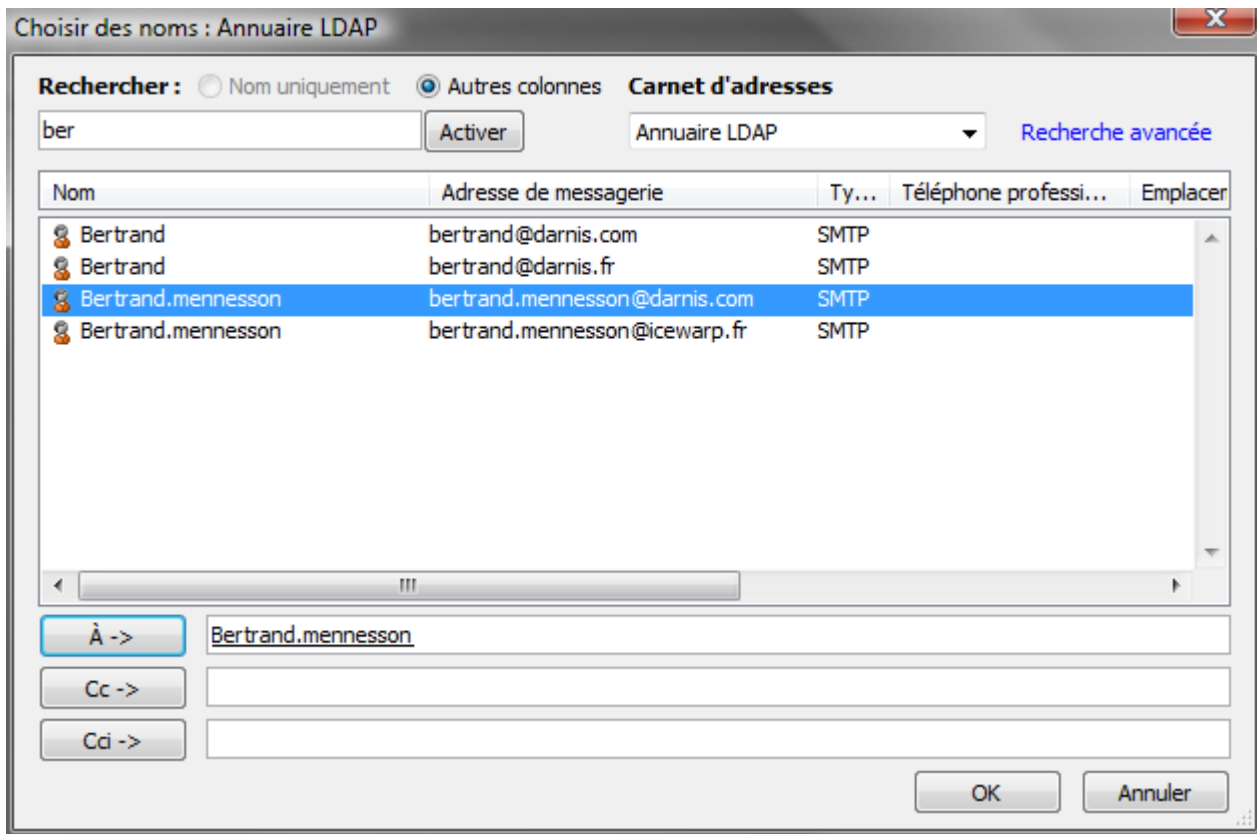 Choisir des noms : Annuaire LDAP
Rechercher : Nom uniquement Autres colonnes Carnet d'adresses
ber Activer Annuaire LDAP Recherche avancée
Nom Adresse de messagerie Ty... Téléphone professi... Emplacer
Bertrand bertrand@darnis.com SMTP
Bertrand bertrand@darnis.fr SMTP
Bertrand.mennesson bertrand.mennesson@darnis.com SMTP
Bertrand.mennesson bertrand.mennesson@icewarp.fr SMTP
À -> Bertrand.mennesson
Cc ->
Cci ->
OK Annuler